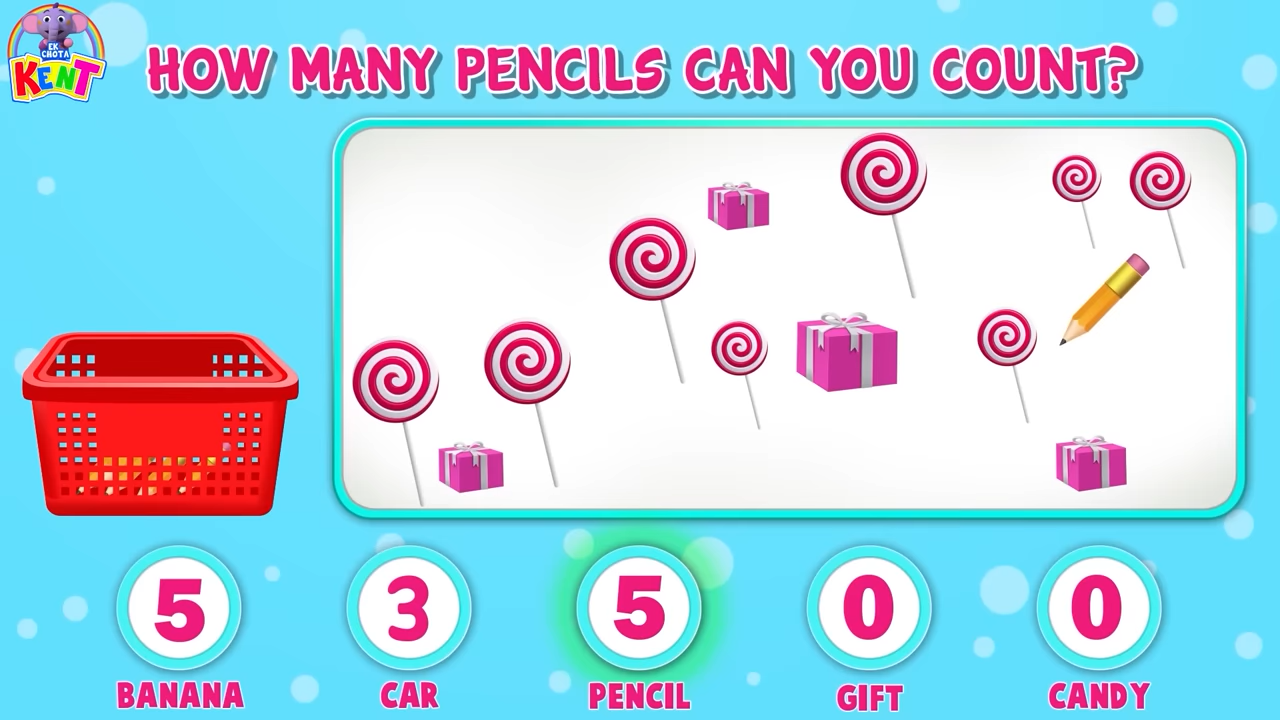 EK
CHOTA
KENT
HOW MANY PENCILS CAN YOU COUNT?
5 3 5 0 0
BANANA CAR PENCIL GIFT CANDY